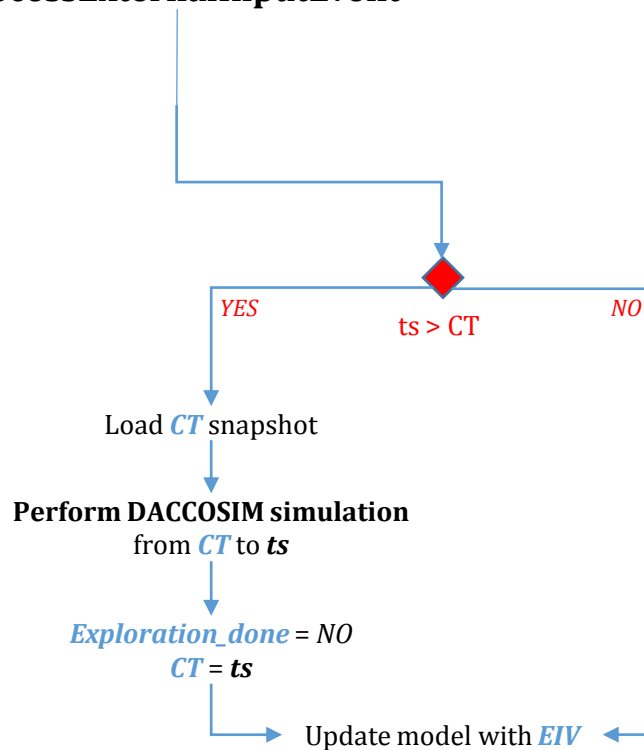 YES
NO
ts > CT
Load CT snapshot
Perform DACCOSIM simulation
from CT to ts
Exploration_done = NO
CT = ts
Update model with EIV